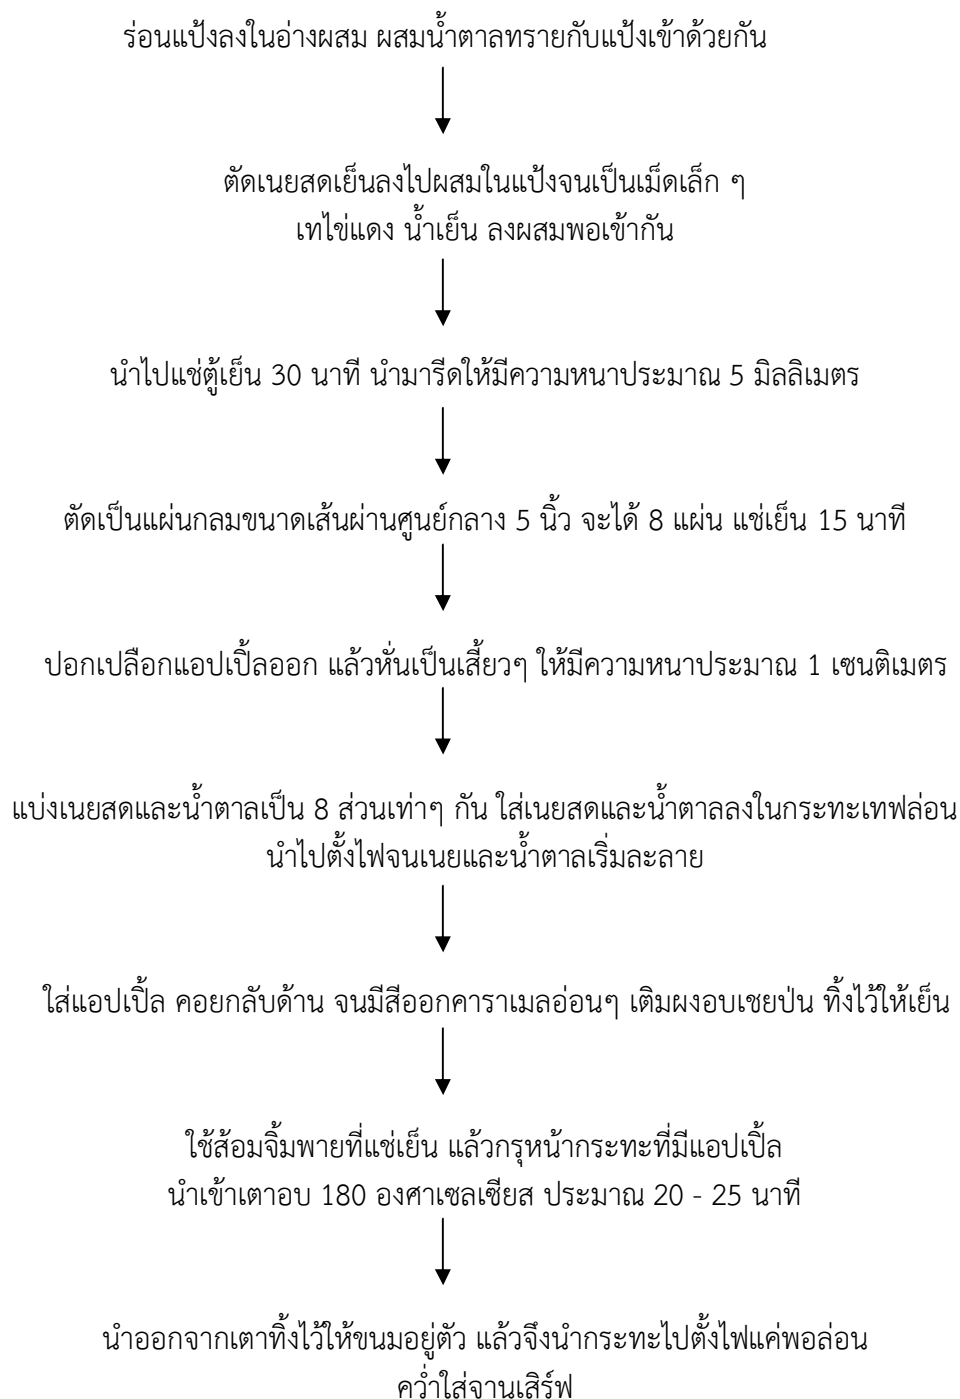 ร่อนแป้งลงในอ่างผสม ผสมน้ำตาลทรายกับแป้งเข้าด้วยกัน
ตัดเนยสดเย็นลงไปผสมในแป้งจนเป็นเม็ดเล็ก ๆ
เทไข่แดง น้ำเย็น ลงผสมพอเข้ากัน
นำไปแช่ตู้เย็น 30 นาที นำมารีดให้มีความหนาประมาณ 5 มิลลิเมตร
ตัดเป็นแผ่นกลมขนาดเส้นผ่านศูนย์กลาง 5 นิ้ว จะได้ 8 แผ่น แช่เย็น 15 นาที
ปอกเปลือกแอปเปิ้ลออก แล้วหั่นเป็นเสี้ยวๆ ให้มีความหนาประมาณ 1 เซนติเมตร
แบ่งเนยสดและน้ำตาลเป็น 8 ส่วนเท่าๆ กัน ใส่เนยสดและน้ำตาลลงในกระทะเทฟล่อน
นำไปตั้งไฟจนเนยและน้ำตาลเริ่มละลาย
ใส่แอปเปิ้ล คอยกลับด้าน จนมีสีออกคาราเมลอ่อนๆ เติมผงอบเชยป่น ทิ้งไว้ให้เย็น
ใช้ส้อมจิ้มพายที่แช่เย็น แล้วกรุหน้ากระทะที่มีแอปเปิ้ล
นำเข้าเตาอบ 180 องศาเซลเซียส ประมาณ 20 - 25 นาที
นำออกจากเตาทิ้งไว้ให้ขนมอยู่ตัว แล้วจึงนำกระทะไปตั้งไฟแค่พอล่อน
คว่ำใส่จานเสิร์ฟ